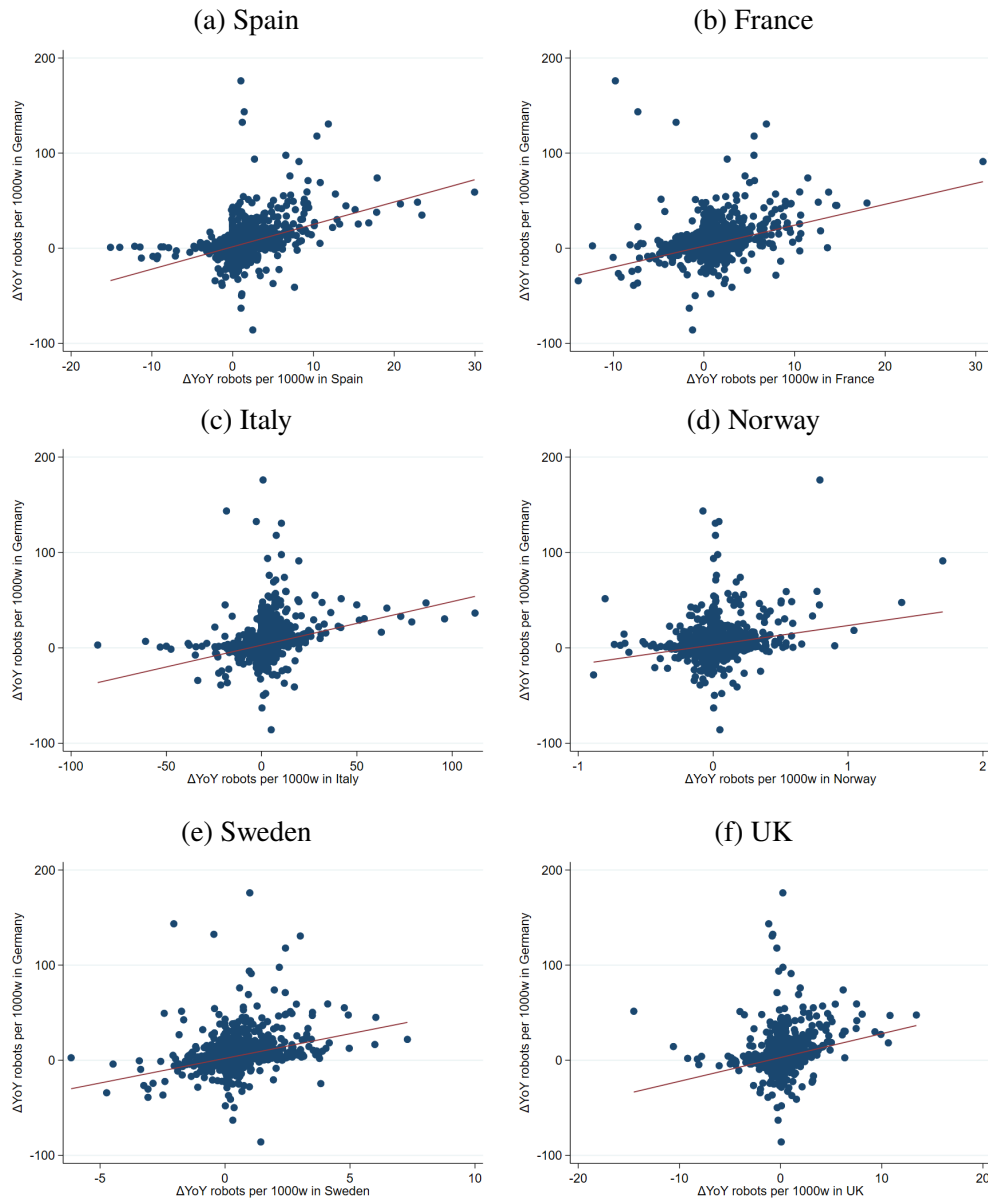 (a) Spain
200
100
0
-100
ΔYoY robots per 1000w in Germany
-20 -10 0 10 20 30
ΔYoY robots per 1000w in Spain
(b) France
200
100
0
-100
ΔYoY robots per 1000w in Germany
-10 0 10 20 30
ΔYoY robots per 1000w in France
(c) Italy
200
100
0
-100
ΔYoY robots per 1000w in Germany
-100 -50 0 50 100
ΔYoY robots per 1000w in Italy
(d) Norway
200
100
0
-100
ΔYoY robots per 1000w in Germany
-1 0 1 2
ΔYoY robots per 1000w in Norway
(e) Sweden
200
100
0
-100
ΔYoY robots per 1000w in Germany
-5 0 5 10
ΔYoY robots per 1000w in Sweden
(f) UK
200
100
0
-100
ΔYoY robots per 1000w in Germany
-20 -10 0 10 20
ΔYoY robots per 1000w in UK